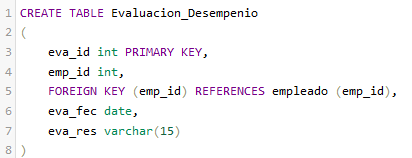 1 CREATE TABLE Evaluacion_Desempenio
2 (
3 eva_id int PRIMARY KEY,
4 emp_id int,
5 FOREIGN KEY (emp_id) REFERENCES empleado (emp_id),
6 eva_fec date,
7 eva_res varchar(15)
8 )